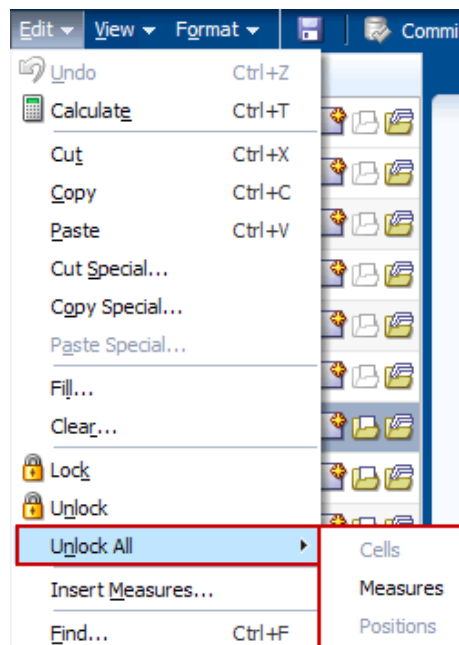 Edit View Format Commi
Undo Ctrl+Z
Calculate Ctrl+T
Cut Ctrl+X
Copy Ctrl+C
Paste Ctrl+V
Cut Special...
Copy Special...
Paste Special...
Fill...
Clear...
Lock
Unlock
Unlock All Cells
Insert Measures... Measures
Find... Ctrl+F Positions